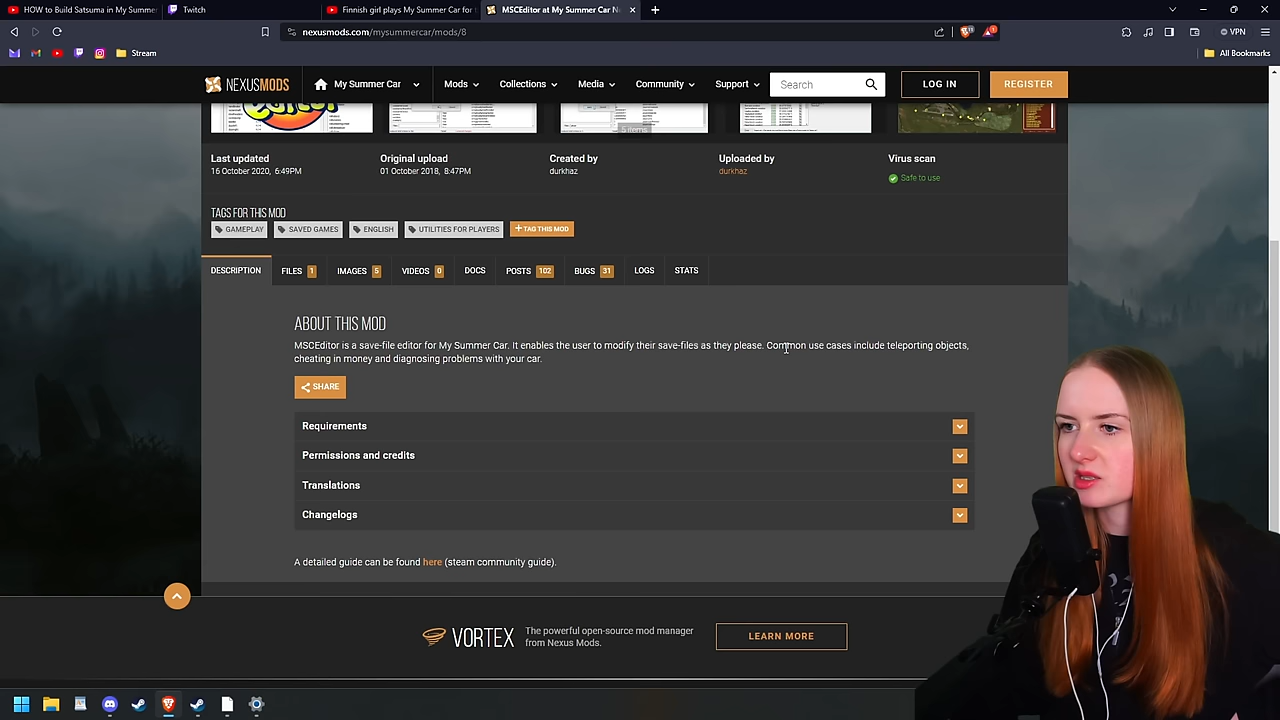 HOW to Build Satsuma in My Summe
Twitch
Finnish girl plays My Summer Car for
MSCEditor at My Summer Car N
nexusmods.com/mysummercar/mods/8
VPN
Stream
All Bookmarks
NEXUSMODS
My Summer Car
Mods
Collections
Media
Community
Support
Search
LOG IN
REGISTER
Last updated
16 October 2020, 6:49PM
Original upload
01 October 2018, 8:47PM
Created by
durkhaz
Uploaded by
durkhaz
Virus scan
Safe to use
TAGS FOR THIS MOD
GAMEPLAY
SAVED GAMES
ENGLISH
UTILITIES FOR PLAYERS
+ TAG THIS MOD
DESCRIPTION
FILES 1
IMAGES 5
VIDEOS 0
DOCS
POSTS 102
BUGS 31
LOGS
STATS
ABOUT THIS MOD
MSCEditor is a save-file editor for My Summer Car. It enables the user to modify their save-files as they please. Common use cases include teleporting objects,
cheating in money and diagnosing problems with your car.
SHARE
Requirements
Permissions and credits
Translations
Changelogs
A detailed guide can be found here (steam community guide).
VORTEX
The powerful open-source mod manager
from Nexus Mods.
LEARN MORE